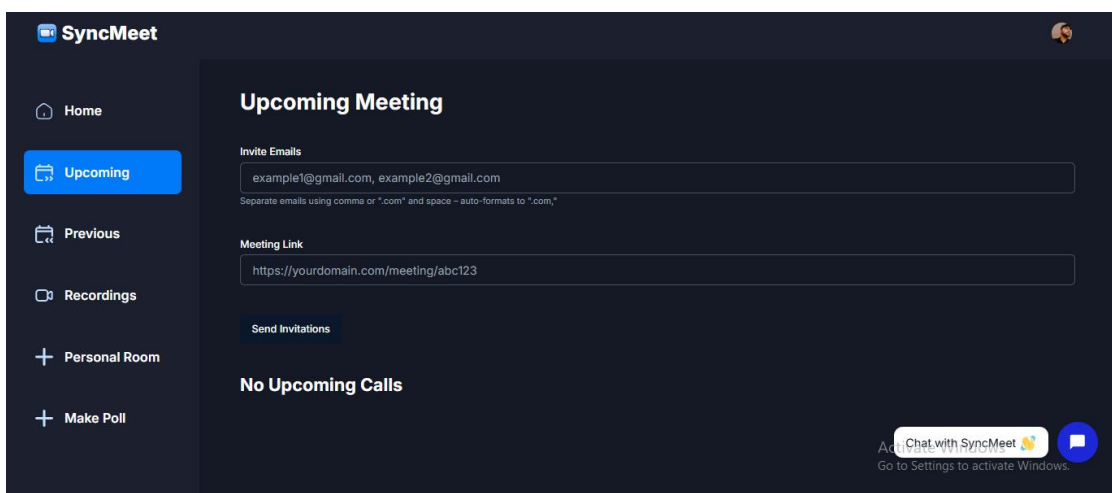 SyncMeet
Home
Upcoming
Previous
Recordings
Personal Room
Make Poll
Upcoming Meeting
Invite Emails
example1@gmail.com, example2@gmail.com
Separate emails using comma or ".com" and space – auto-formats to ".com,"
Meeting Link
https://yourdomain.com/meeting/abc123
Send Invitations
No Upcoming Calls
Chat with SyncMeet 👋
Activate Windows
Go to Settings to activate Windows.